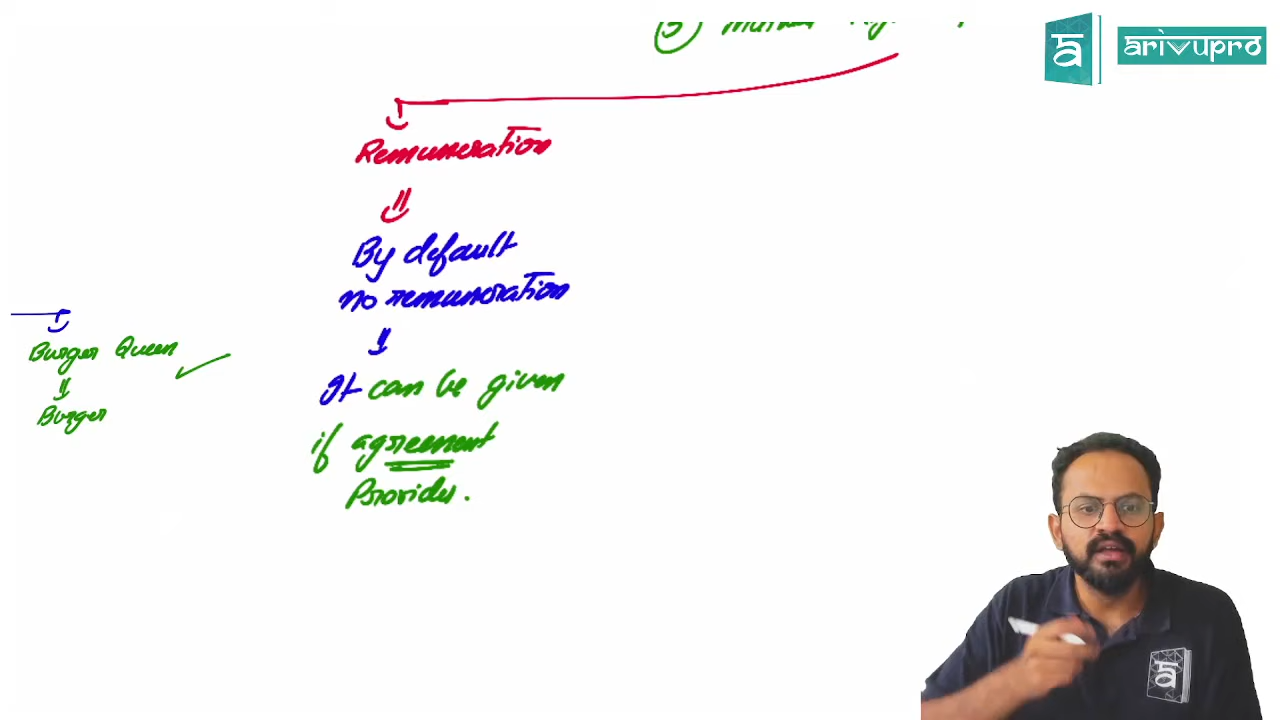 arivupro
Remuneration
By default
no remuneration
It can be given
if agreement
Provides.
Burger Queen
Burger